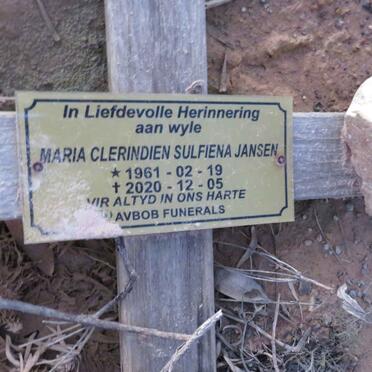 In Liefdevolle Herinnering
aan wyle
MARIA CLERINDIEN SULFIENA JANSEN
★ 1961 - 02 - 19
✝ 2020 - 12 - 05
VIR ALTYD IN ONS HARTE
AVBOB FUNERALS